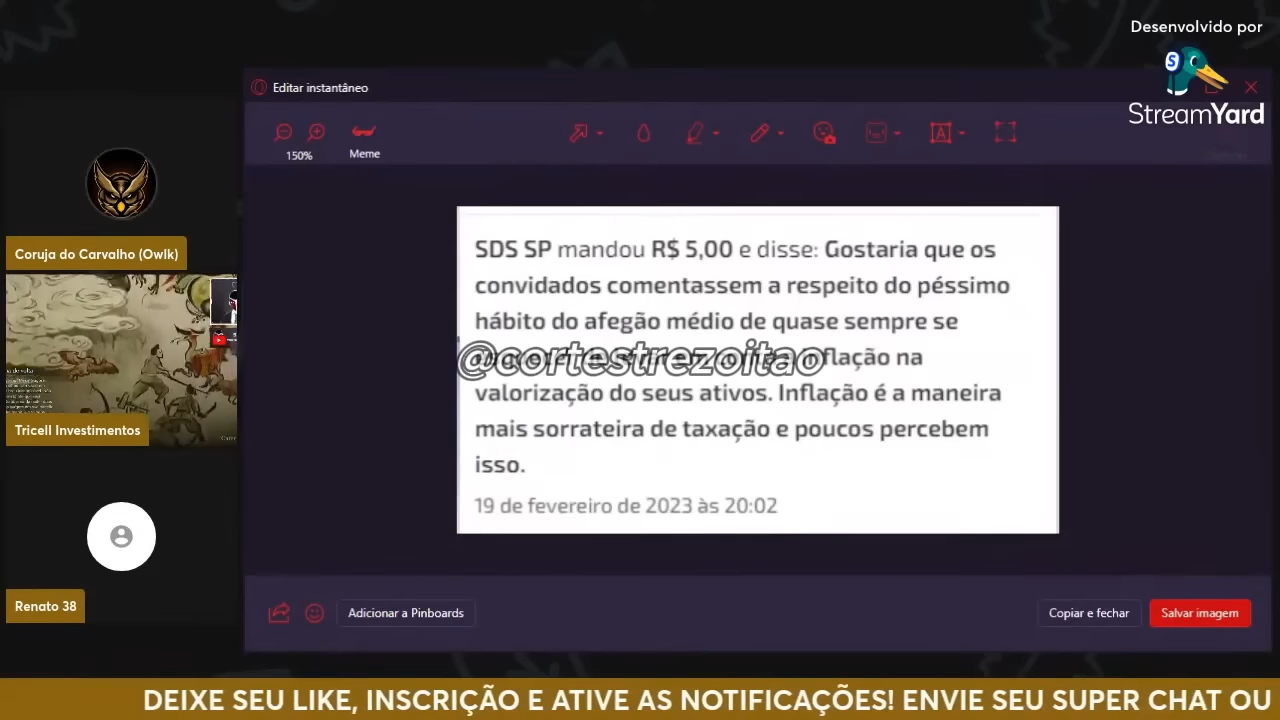 Desenvolvido por
StreamYard
Editar instantâneo
150%
Meme
Coruja do Carvalho (Owlk)
Tricell Investimentos
Renato 38
SDS SP mandou R$ 5,00 e disse: Gostaria que os
convidados comentassem a respeito do péssimo
hábito do afegão médio de quase sempre se
inflação na
@cortestrezoitao
valorização do seus ativos. Inflação é a maneira
mais sorrateira de taxação e poucos percebem
isso.
19 de fevereiro de 2023 às 20:02
Adicionar a Pinboards
Copiar e fechar
Salvar imagem
DEIXE SEU LIKE, INSCRIÇÃO E ATIVE AS NOTIFICAÇÕES! ENVIE SEU SUPER CHAT OU